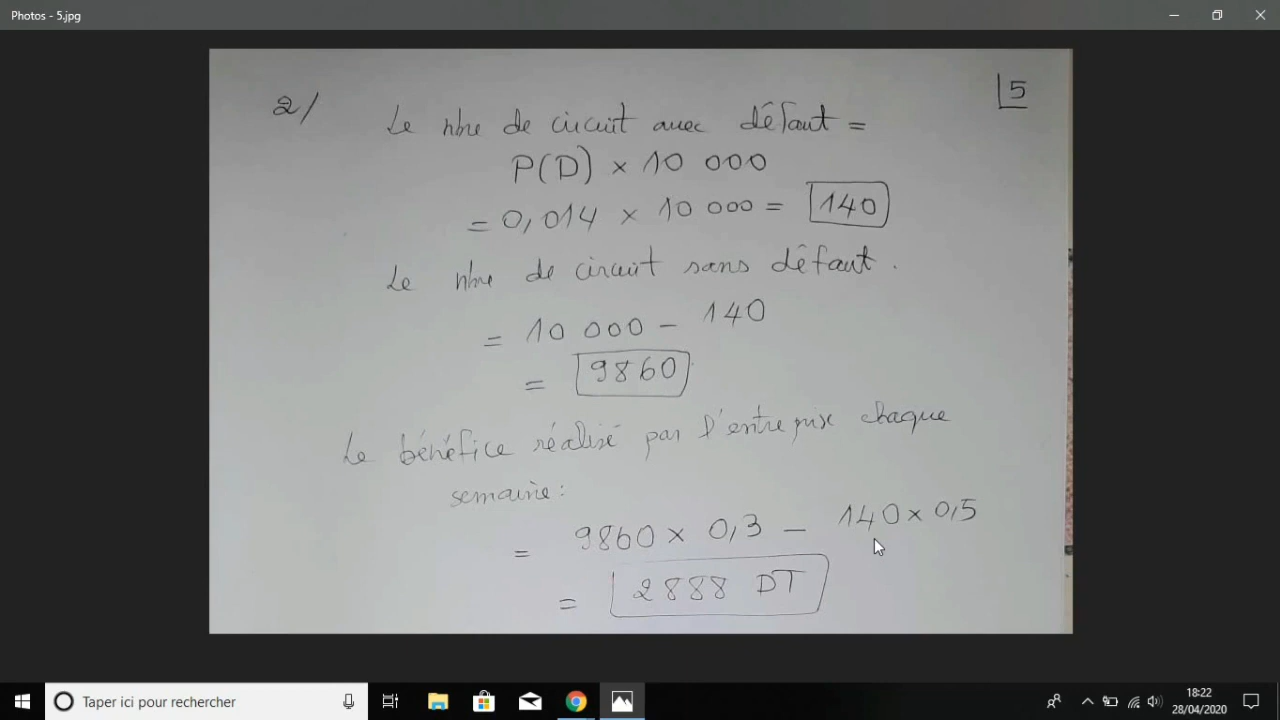 Photos - 5.jpg
2/
5
Le nbre de circuit avec défaut =
P(D) × 10 000
= 0,014 × 10 000 = 140
Le nbre de circuit sans défaut.
= 10 000 - 140
= 9860
Le bénéfice réalisé par l'entreprise chaque
semaine:
= 9860 × 0,3 - 140 × 0,5
= 2888 DT
Taper ici pour rechercher
18:22
28/04/2020